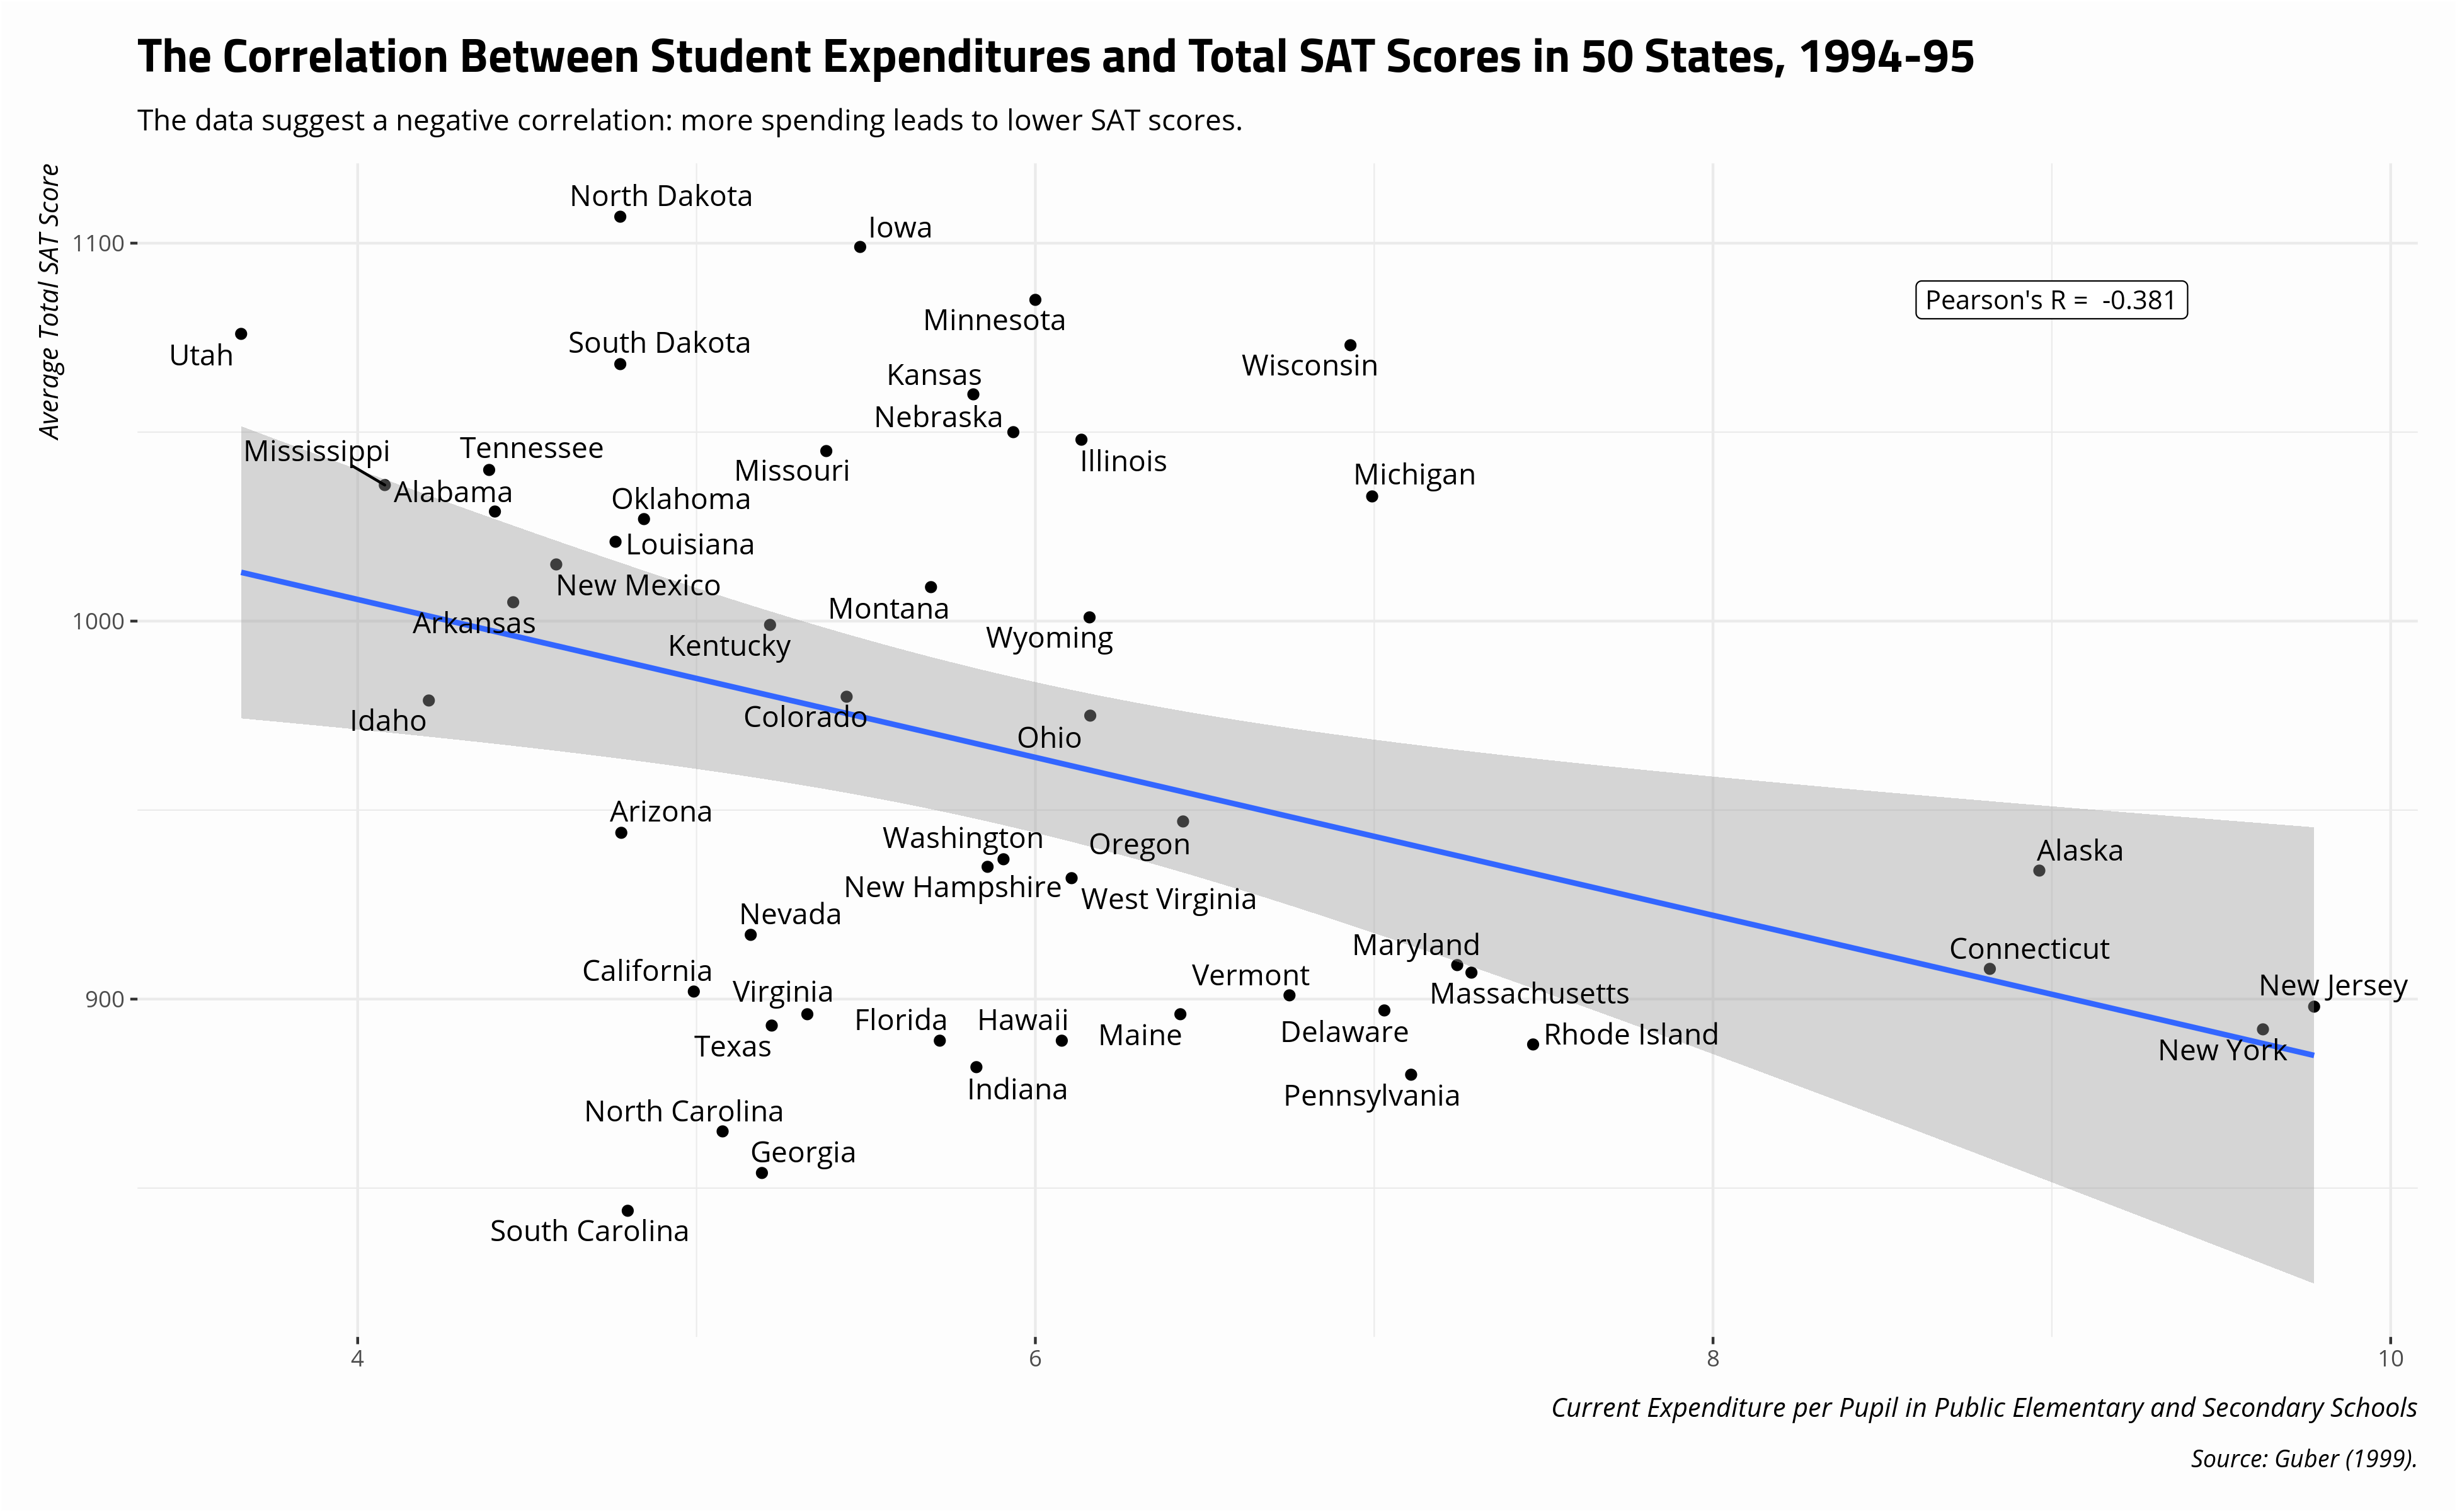 The Correlation Between Student Expenditures and Total SAT Scores in 50 States, 1994-95
The data suggest a negative correlation: more spending leads to lower SAT scores.
Average Total SAT Score
1100
1000
900
North Dakota
Iowa
Pearson's R =  -0.381
Minnesota
South Dakota
Utah
Wisconsin
Kansas
Nebraska
Mississippi
Tennessee
Missouri
Illinois
Michigan
Alabama
Oklahoma
Louisiana
New Mexico
Montana
Arkansas
Kentucky
Wyoming
Idaho
Colorado
Ohio
Arizona
Washington
Oregon
Alaska
New Hampshire
West Virginia
Nevada
Maryland
Connecticut
California
Vermont
New Jersey
Virginia
Massachusetts
Florida
Hawaii
Maine
Delaware
Rhode Island
Texas
New York
Indiana
Pennsylvania
North Carolina
Georgia
South Carolina
4
6
8
10
Current Expenditure per Pupil in Public Elementary and Secondary Schools
Source: Guber (1999).